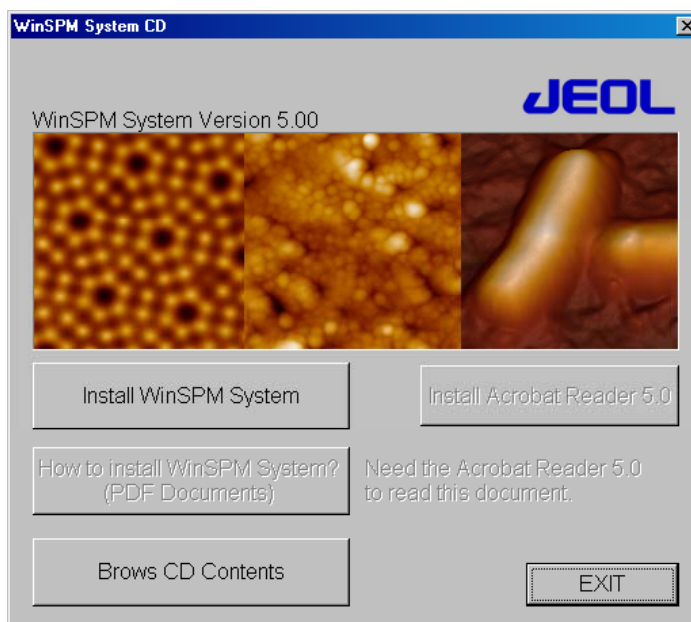 WinSPM System CD
JEOL
WinSPM System Version 5.00
Install WinSPM System
Install Acrobat Reader 5.0
How to install WinSPM System?
(PDF Documents)
Need the Acrobat Reader 5.0
to read this document.
Brows CD Contents
EXIT